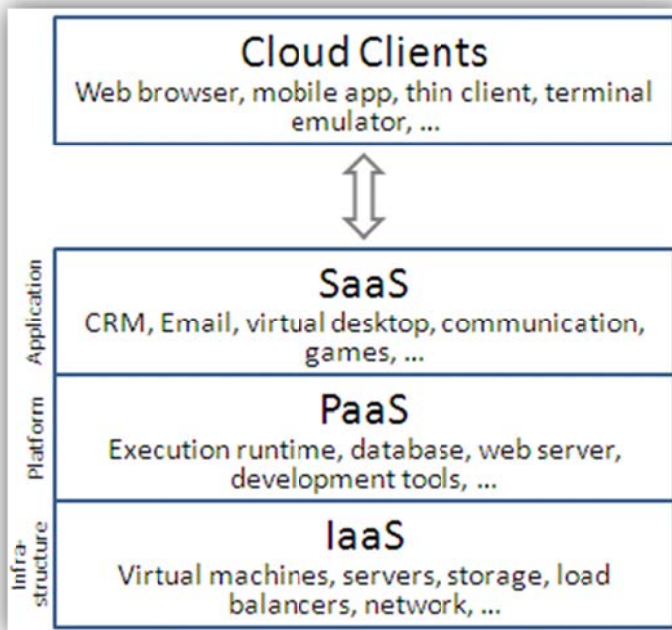 Cloud Clients
Web browser, mobile app, thin client, terminal
emulator, ...
Application
SaaS
CRM, Email, virtual desktop, communication,
games, ...
Platform
PaaS
Execution runtime, database, web server,
development tools, ...
Infra-
structure
IaaS
Virtual machines, servers, storage, load
balancers, network, ...